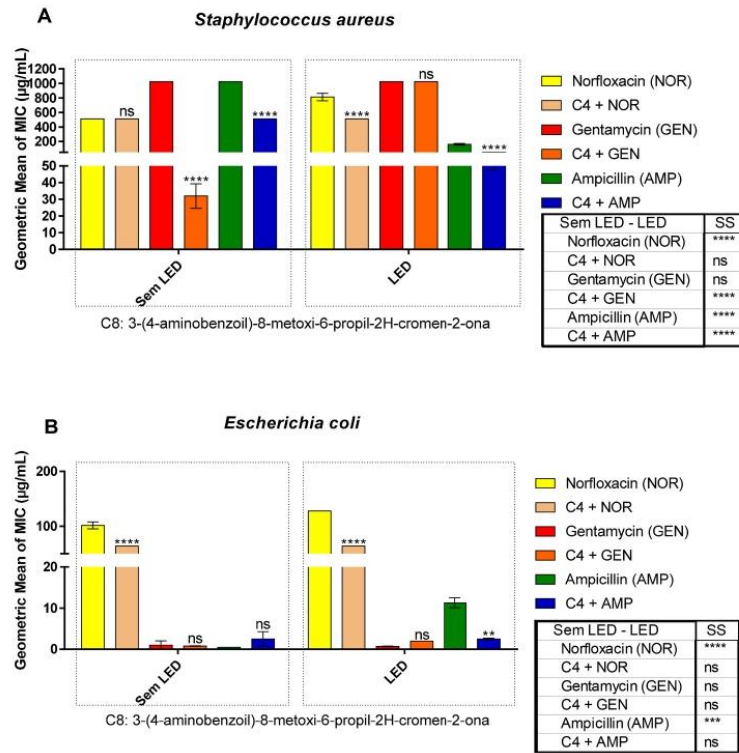 A
Staphylococcus aureus
Geometric Mean of MIC (µg/mL)
1200
1000
800
600
400
200
50
40
30
20
10
0
ns
****
****
****
ns
****
Sem LED
LED
C8: 3-(4-aminobenzoil)-8-metoxi-6-propil-2H-cromen-2-ona
Norfloxacin (NOR)
C4 + NOR
Gentamycin (GEN)
C4 + GEN
Ampicillin (AMP)
C4 + AMP
Sem LED - LED SS
Norfloxacin (NOR) ****
C4 + NOR ns
Gentamycin (GEN) ns
C4 + GEN ****
Ampicillin (AMP) ****
C4 + AMP ****
B
Escherichia coli
Geometric Mean of MIC (µg/mL)
200
100
20
10
0
****
ns
ns
****
ns
**
Sem LED
LED
C8: 3-(4-aminobenzoil)-8-metoxi-6-propil-2H-cromen-2-ona
Norfloxacin (NOR)
C4 + NOR
Gentamycin (GEN)
C4 + GEN
Ampicillin (AMP)
C4 + AMP
Sem LED - LED SS
Norfloxacin (NOR) ****
C4 + NOR ns
Gentamycin (GEN) ns
C4 + GEN ns
Ampicillin (AMP) ***
C4 + AMP ns